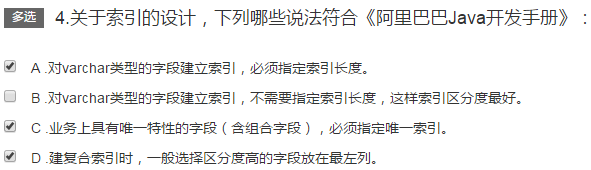 多选 4.关于索引的设计，下列哪些说法符合《阿里巴巴Java开发手册》：
A .对varchar类型的字段建立索引，必须指定索引长度。
B .对varchar类型的字段建立索引，不需要指定索引长度，这样索引区分度最好。
C .业务上具有唯一特性的字段（含组合字段），必须指定唯一索引。
D .建复合索引时，一般选择区分度高的字段放在最左列。